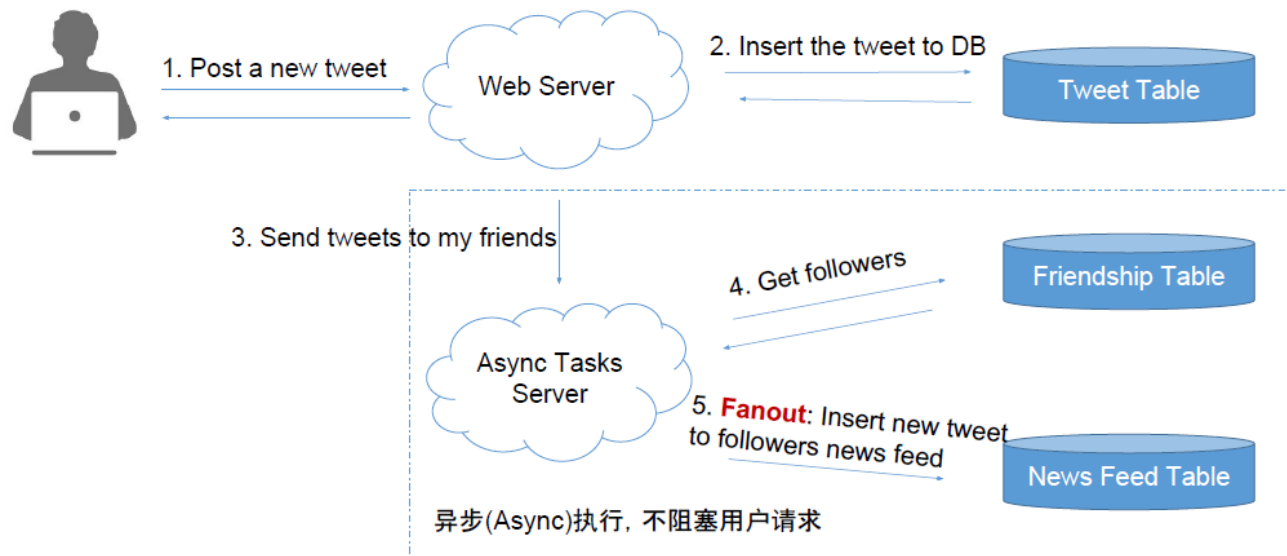 1. Post a new tweet
Web Server
2. Insert the tweet to DB
Tweet Table
3. Send tweets to my friends
4. Get followers
Friendship Table
Async Tasks
Server
5. Fanout: Insert new tweet
to followers news feed
News Feed Table
异步(Async)执行, 不阻塞用户请求